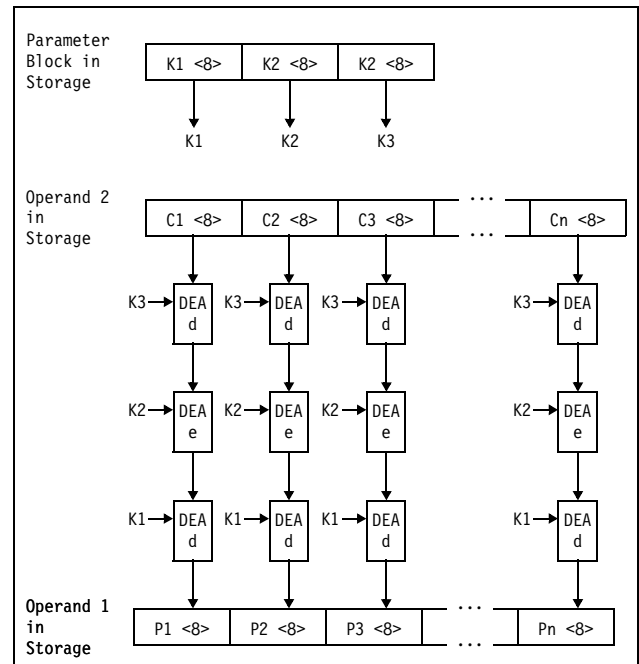 Parameter
Block in
Storage
K1 <8> K2 <8> K2 <8>
K1 K2 K3
Operand 2
in
Storage
C1 <8> C2 <8> C3 <8> ... ... Cn <8>
K3 DEA d K3 DEA d K3 DEA d K3 DEA d
K2 DEA e K2 DEA e K2 DEA e K2 DEA e
K1 DEA d K1 DEA d K1 DEA d K1 DEA d
Operand 1
in
Storage
P1 <8> P2 <8> P3 <8> ... ... Pn <8>